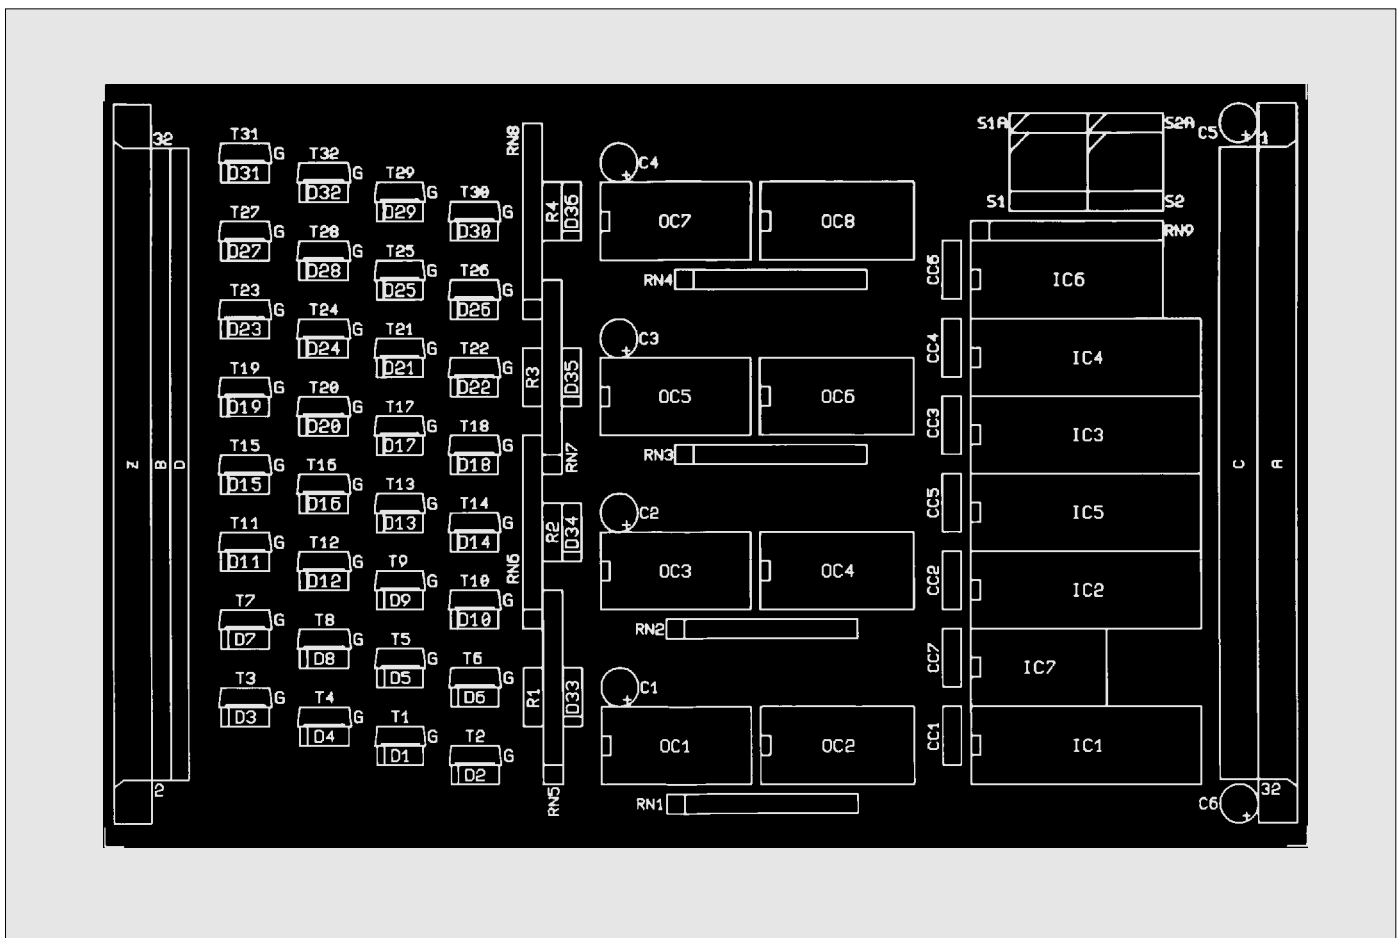 32
T31
G
D31
T32
G
D32
T29
G
D29
T30
G
D30
T27
G
D27
T28
G
D28
T25
G
D25
T26
G
D26
T23
G
D23
T24
G
D24
T21
G
D21
T22
G
D22
T19
G
D19
T20
G
D20
T17
G
D17
T18
G
D18
T15
G
D15
T16
G
D16
T13
G
D13
T14
G
D14
T11
G
D11
T12
G
D12
T9
G
D9
T10
G
D10
T7
G
D7
T8
G
D8
T5
G
D5
T6
G
D6
T3
G
D3
T4
G
D4
T1
G
D1
T2
G
D2
Z
B
D
2
RN8
R4
D36
R3
D35
RN7
RN6
R2
D34
R1
D33
RN5
C4
+
OC7
OC8
RN4
C3
+
OC5
OC6
RN3
C2
+
OC3
OC4
RN2
C1
+
OC1
OC2
RN1
S1A
S2A
S1
S2
RN9
CC6
IC6
CC4
IC4
CC3
IC3
CC5
IC5
CC2
IC2
CC7
IC7
CC1
IC1
C5
+
1
C
A
32
C6
+